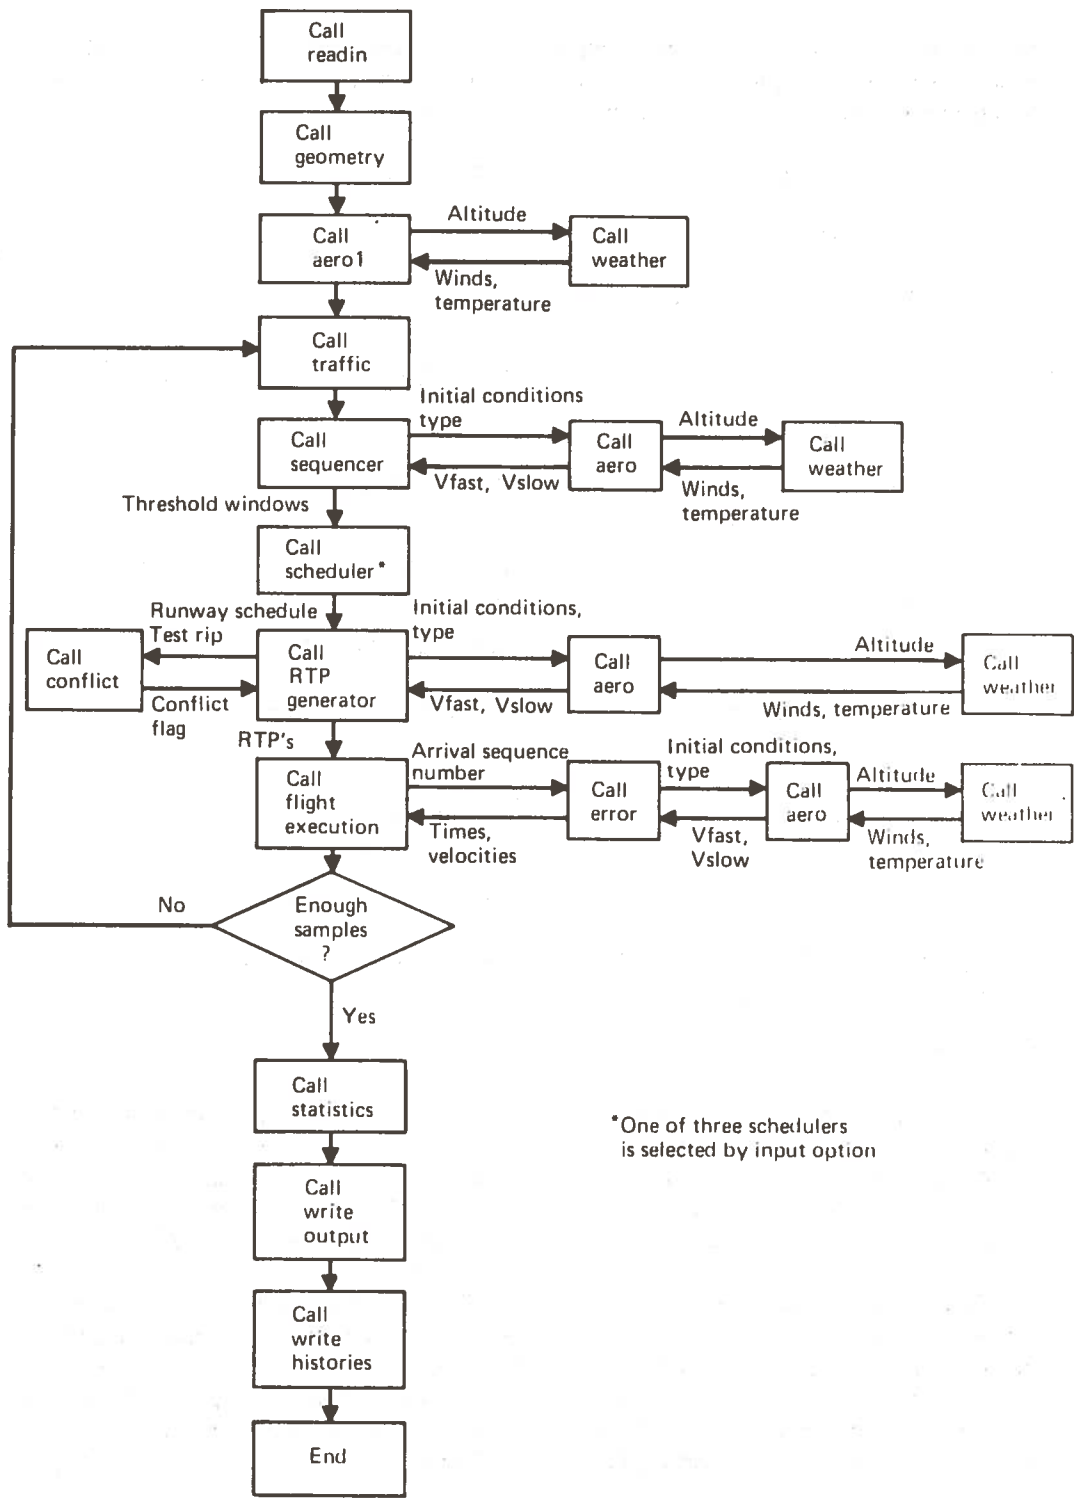 Call
readin
Call
geometry
Call
aero1
Altitude
Call
weather
Winds,
temperature
Call
traffic
Initial conditions
type
Call
sequencer
Call
aero
Altitude
Call
weather
Vfast, Vslow
Winds,
temperature
Threshold windows
Call
scheduler*
Runway schedule
Test rip
Initial conditions,
type
Call
conflict
Call
RTP
generator
Call
aero
Altitude
Call
weather
Conflict
flag
Vfast, Vslow
Winds, temperature
RTP's
Arrival sequence
number
Initial conditions,
type
Call
flight
execution
Call
error
Call
aero
Altitude
Call
weather
Times,
velocities
Vfast,
Vslow
Winds,
temperature
No
Enough
samples
?
Yes
Call
statistics
*One of three schedulers
is selected by input option
Call
write
output
Call
write
histories
End